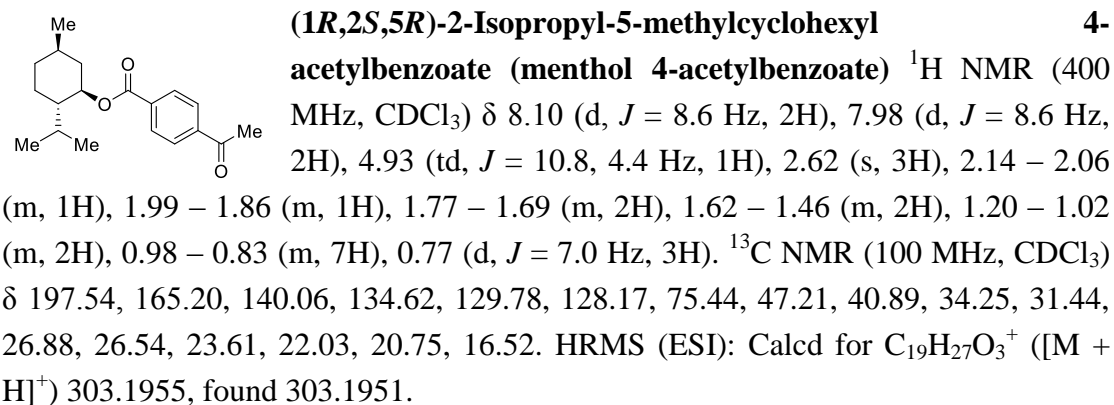 Me
O
O
Me
Me
Me
O
(1R,2S,5R)-2-Isopropyl-5-methylcyclohexyl 4-
acetylbenzoate (menthol 4-acetylbenzoate) ¹H NMR (400
MHz, CDCl₃) δ 8.10 (d, J = 8.6 Hz, 2H), 7.98 (d, J = 8.6 Hz,
2H), 4.93 (td, J = 10.8, 4.4 Hz, 1H), 2.62 (s, 3H), 2.14 – 2.06
(m, 1H), 1.99 – 1.86 (m, 1H), 1.77 – 1.69 (m, 2H), 1.62 – 1.46 (m, 2H), 1.20 – 1.02
(m, 2H), 0.98 – 0.83 (m, 7H), 0.77 (d, J = 7.0 Hz, 3H). ¹³C NMR (100 MHz, CDCl₃)
δ 197.54, 165.20, 140.06, 134.62, 129.78, 128.17, 75.44, 47.21, 40.89, 34.25, 31.44,
26.88, 26.54, 23.61, 22.03, 20.75, 16.52. HRMS (ESI): Calcd for C₁₉H₂₇O₃⁺ ([M +
H]⁺) 303.1955, found 303.1951.